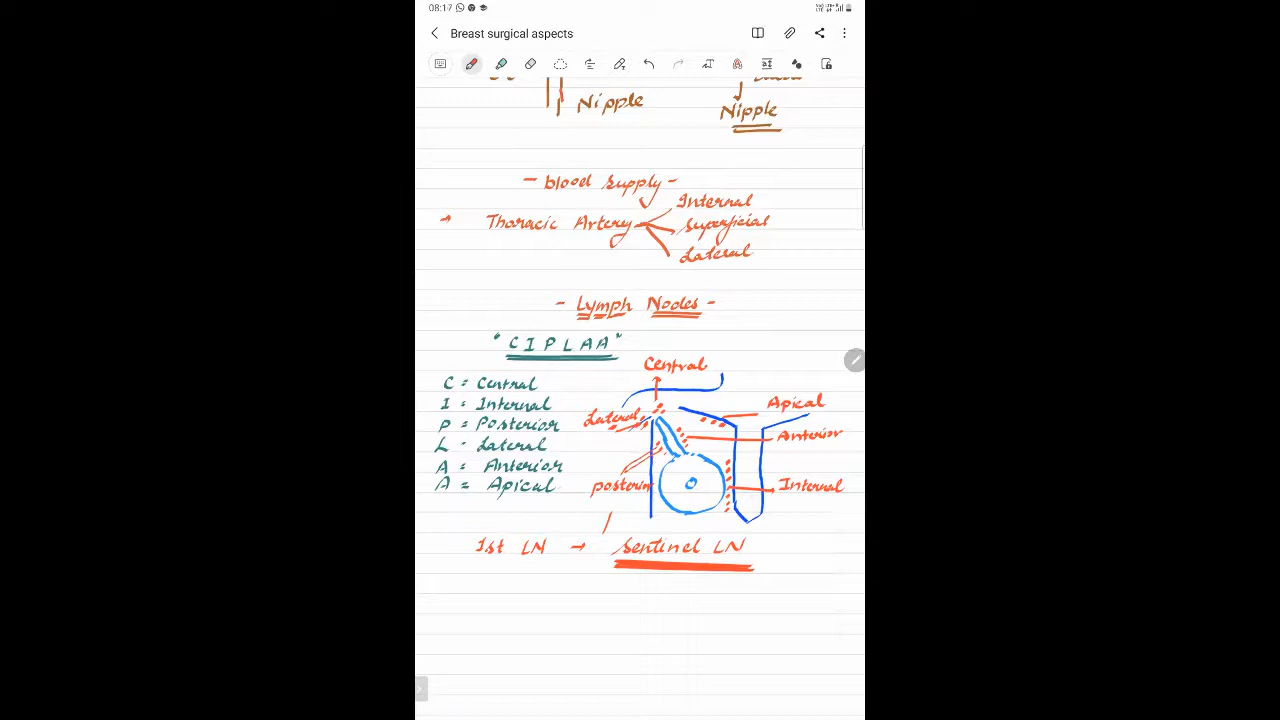 08:17
Breast surgical aspects
Nipple
Nipple
- blood supply -
→ Thoracic Artery
Internal
superficial
Lateral
- Lymph Nodes -
"CIPLAA"
C = Central
I = Internal
P = Posterior
L - Lateral
A = Anterior
A = Apical
Central
Lateral
Apical
Anterior
posterior
Internal
1st LN → Sentinel LN